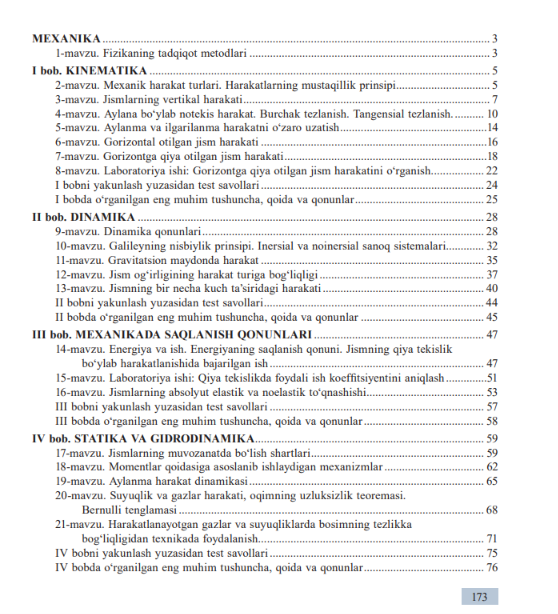 MEXANIKA ........ 3
1-mavzu. Fizikaning tadqiqot metodlari ........ 3
I bob. KINEMATIKA ........ 5
2-mavzu. Mexanik harakat turlari. Harakatlarning mustaqillik prinsipi........ 5
3-mavzu. Jismlarning vertikal harakati........ 7
4-mavzu. Aylana bo‘ylab notekis harakat. Burchak tezlanish. Tangensial tezlanish. ........ 10
5-mavzu. Aylanma va ilgarilanma harakatni o‘zaro uzatish........14
6-mavzu. Gorizontal otilgan jism harakati ........16
7-mavzu. Gorizontga qiya otilgan jism harakati........18
8-mavzu. Laboratoriya ishi: Gorizontga qiya otilgan jism harakatini o‘rganish........ 22
I bobni yakunlash yuzasidan test savollari ........ 24
I bobda o‘rganilgan eng muhim tushuncha, qoida va qonunlar........ 25
II bob. DINAMIKA ........ 28
9-mavzu. Dinamika qonunlari........ 28
10-mavzu. Galileyning nisbiylik prinsipi. Inersial va noinersial sanoq sistemalari........ 32
11-mavzu. Gravitatsion maydonda harakat ........ 35
12-mavzu. Jism og‘irligining harakat turiga bog‘liqligi ........ 37
13-mavzu. Jismning bir necha kuch ta’siridagi harakati ........ 40
II bobni yakunlash yuzasidan test savollari........ 44
II bobda o‘rganilgan eng muhim tushuncha, qoida va qonunlar ........ 45
III bob. MEXANIKADA SAQLANISH QONUNLARI ........ 47
14-mavzu. Energiya va ish. Energiyaning saqlanish qonuni. Jismning qiya tekislik
bo‘ylab harakatlanishida bajarilgan ish ........ 47
15-mavzu. Laboratoriya ishi: Qiya tekislikda foydali ish koeffitsiyentini aniqlash ........51
16-mavzu. Jismlarning absolyut elastik va noelastik to‘qnashishi........ 53
III bobni yakunlash yuzasidan test savollari ........ 57
III bobda o‘rganilgan eng muhim tushuncha, qoida va qonunlar ........ 58
IV bob. STATIKA VA GIDRODINAMIKA........ 59
17-mavzu. Jismlarning muvozanatda bo‘lish shartlari........ 59
18-mavzu. Momentlar qoidasiga asoslanib ishlaydigan mexanizmlar ........ 62
19-mavzu. Aylanma harakat dinamikasi ........ 65
20-mavzu. Suyuqlik va gazlar harakati, oqimning uzluksizlik teoremasi.
Bernulli tenglamasi ........ 68
21-mavzu. Harakatlanayotgan gazlar va suyuqliklarda bosimning tezlikka
bog‘liqligidan texnikada foydalanish........ 71
IV bobni yakunlash yuzasidan test savollari ........ 75
IV bobda o‘rganilgan eng muhim tushuncha, qoida va qonunlar........ 76
173